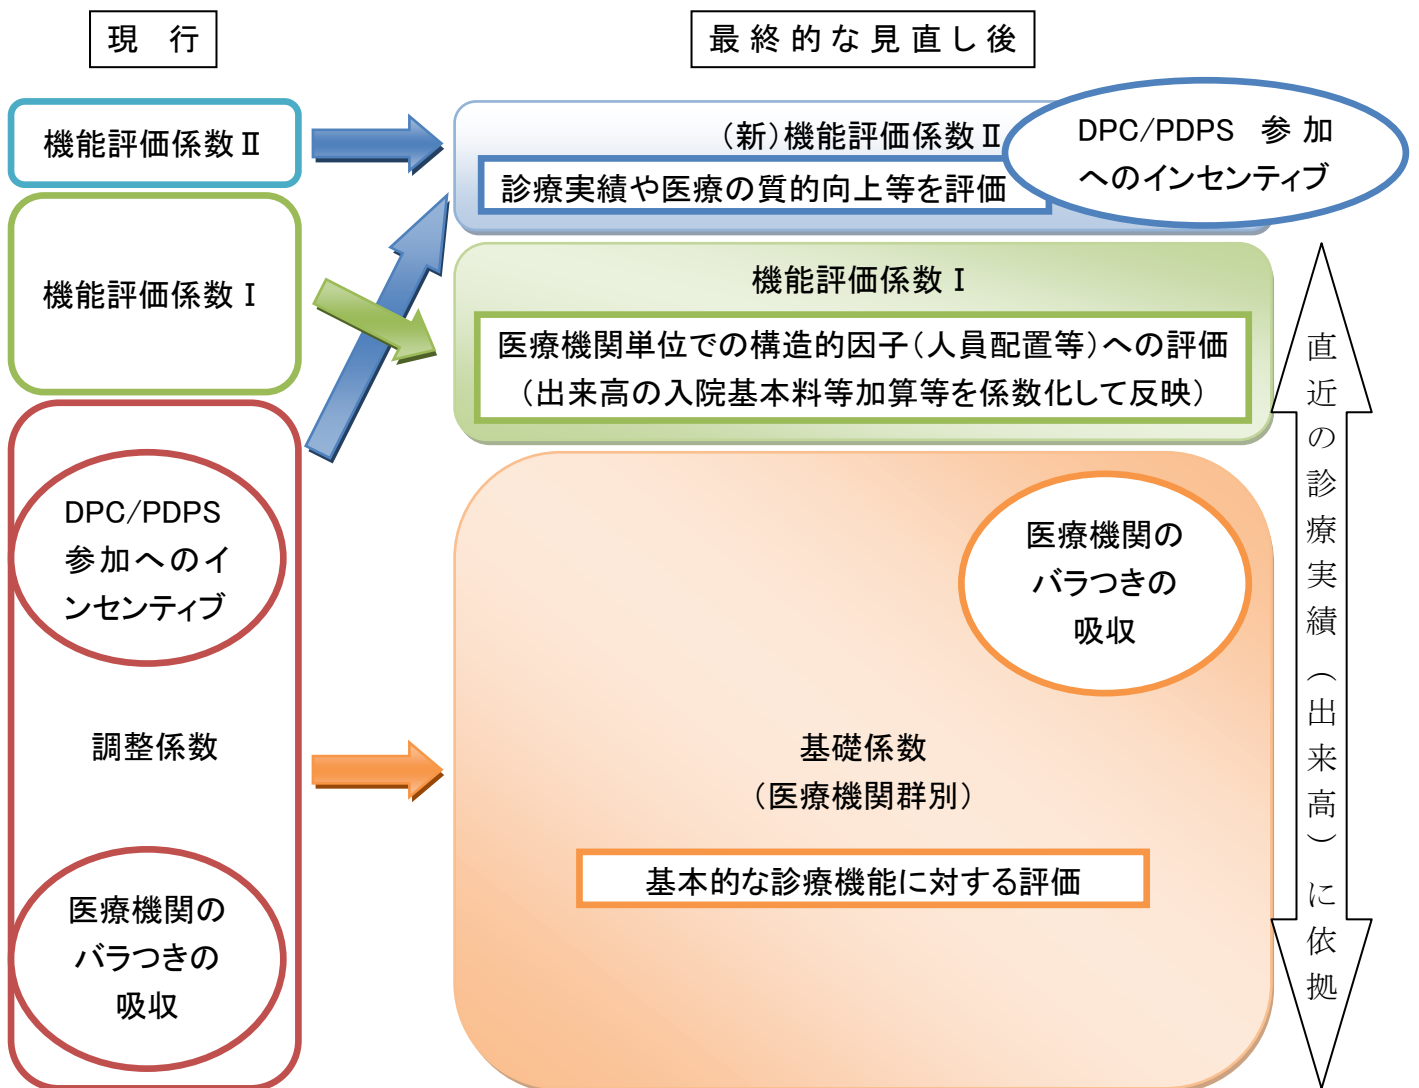 現　行
最終的な見直し後
機能評価係数Ⅱ
機能評価係数Ⅰ
DPC/PDPS
参加へのイ
ンセンティブ
調整係数
医療機関の
バラつきの
吸収
(新)機能評価係数Ⅱ
診療実績や医療の質的向上等を評価
DPC/PDPS　参加
へのインセンティブ
機能評価係数Ⅰ
医療機関単位での構造的因子(人員配置等)への評価
(出来高の入院基本料等加算等を係数化して反映)
医療機関の
バラつきの
吸収
基礎係数
(医療機関群別)
基本的な診療機能に対する評価
直近の診療実績(出来高)に依拠